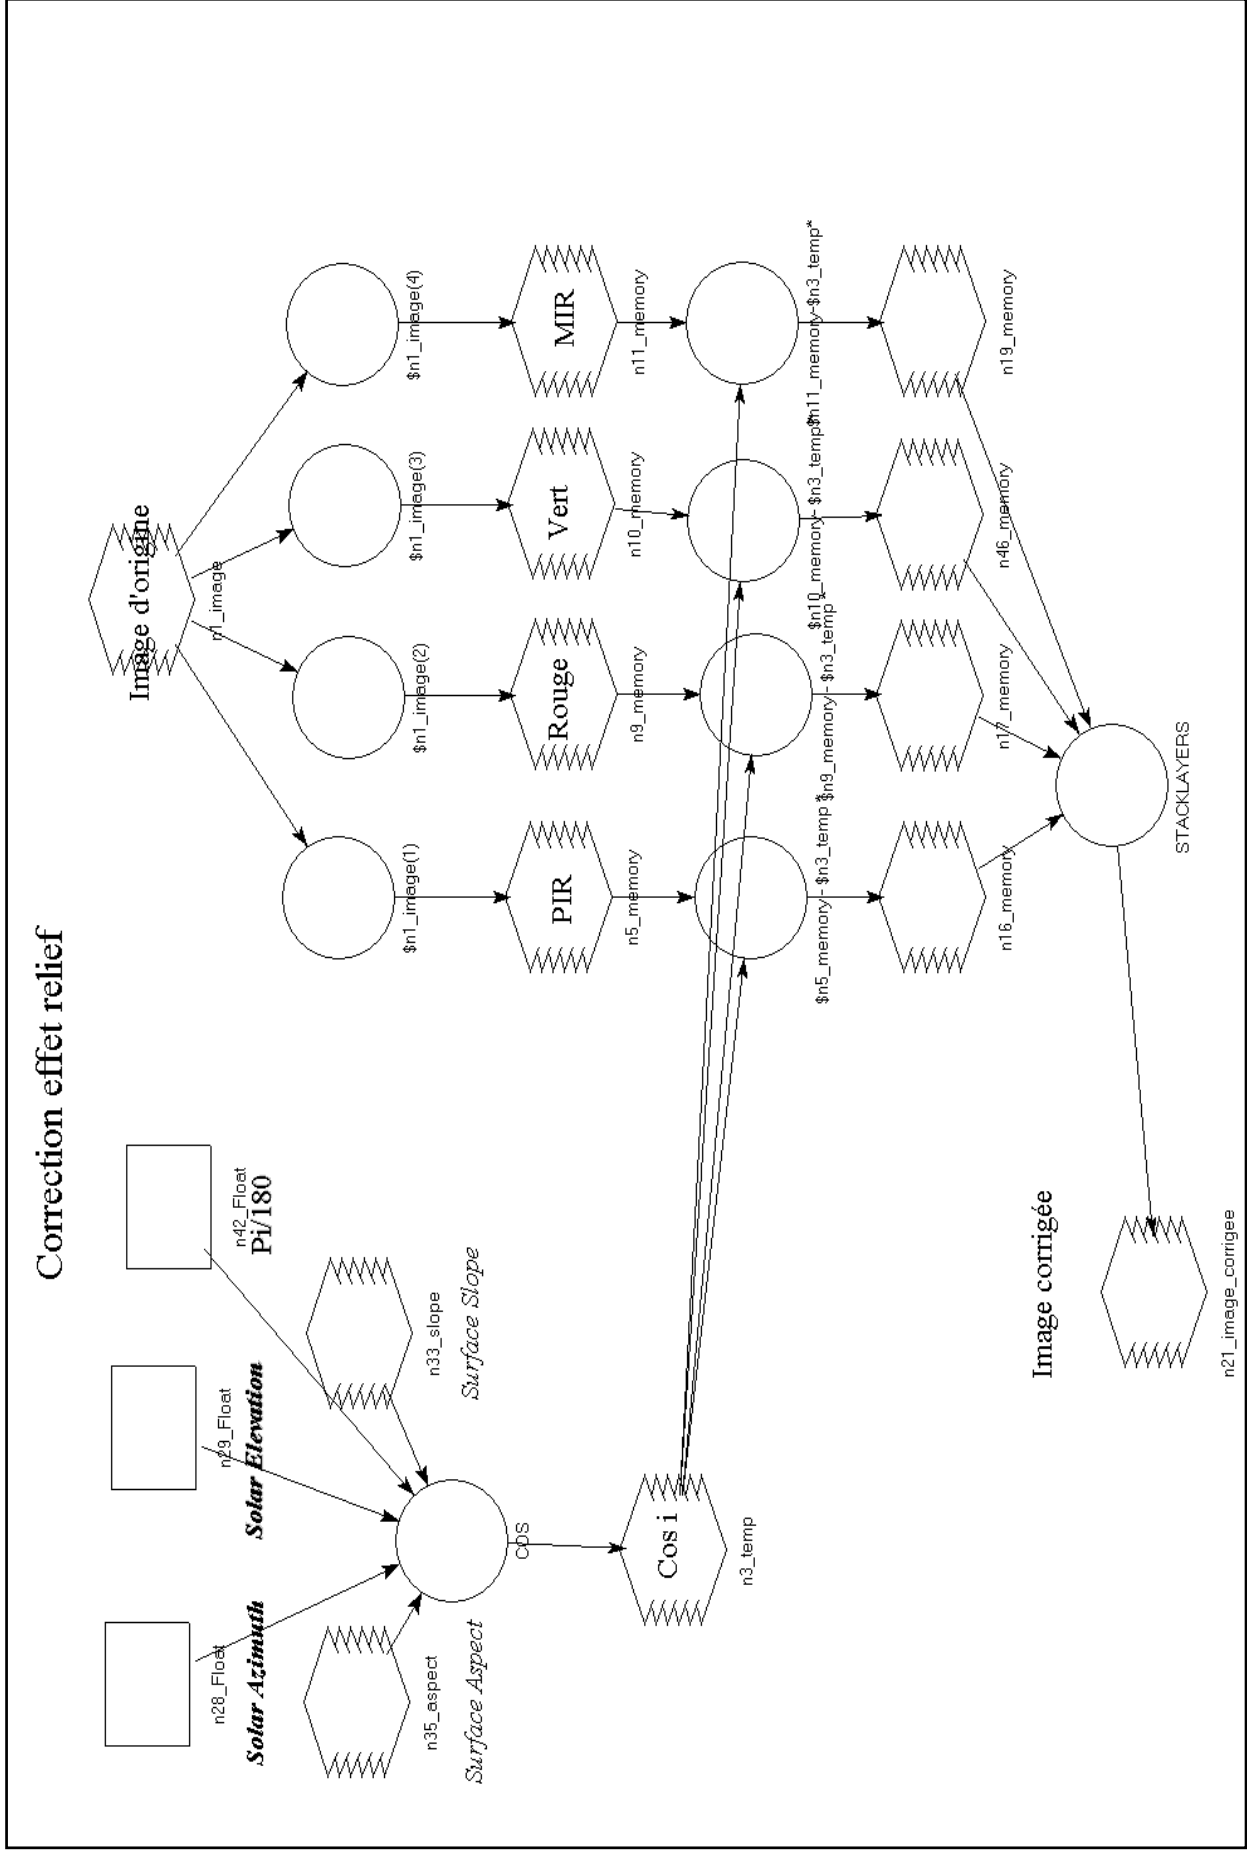 Correction effet relief
n28_Float
Solar Azimuth
n29_Float
Solar Elevation
n42_Float
Pi/180
n35_aspect
Surface Aspect
n33_slope
Surface Slope
COS
Cos i
n3_temp
Image d'origine
n1_image
$n1_image(1)
$n1_image(2)
$n1_image(3)
$n1_image(4)
PIR
n5_memory
Rouge
n9_memory
Vert
n10_memory
MIR
n11_memory
$n5_memory - $n3_temp *
$n9_memory - $n3_temp *
$n10_memory- $n3_temp*
$n11_memory-$n3_temp*
n16_memory
n17_memory
n46_memory
n19_memory
STACKLAYERS
Image corrigée
n21_image_corrigee